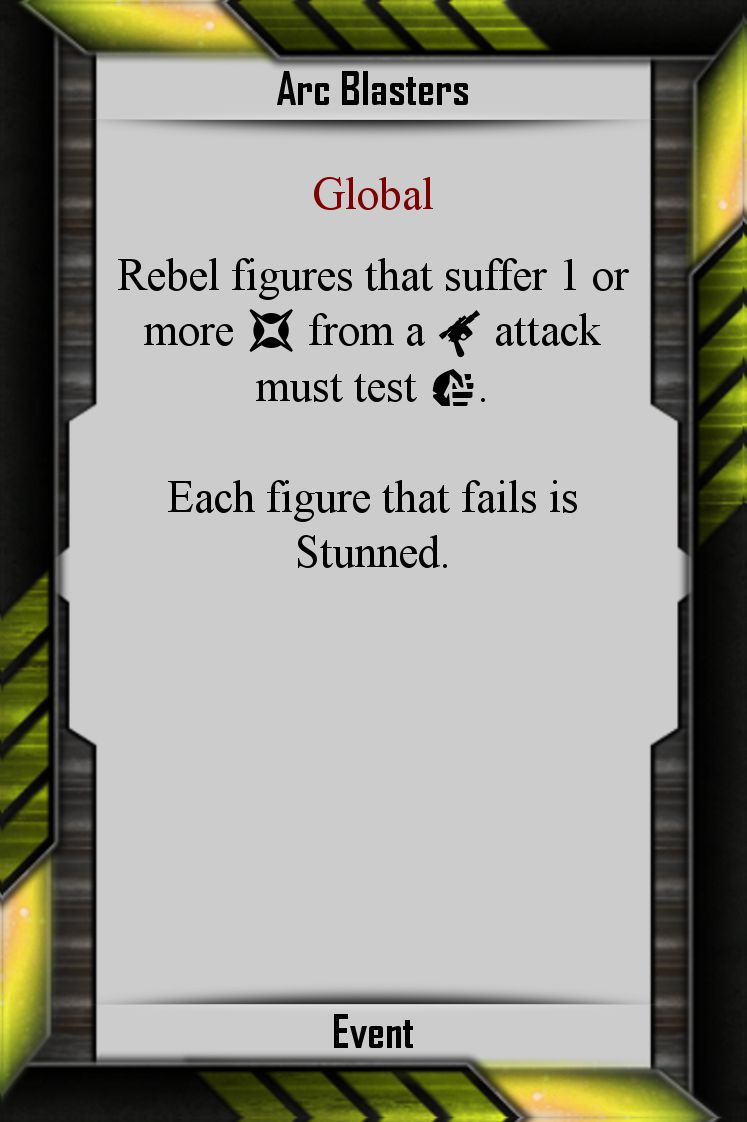 Arc Blasters
Global
Rebel figures that suffer 1 or
more from a attack
must test .
Each figure that fails is
Stunned.
Event